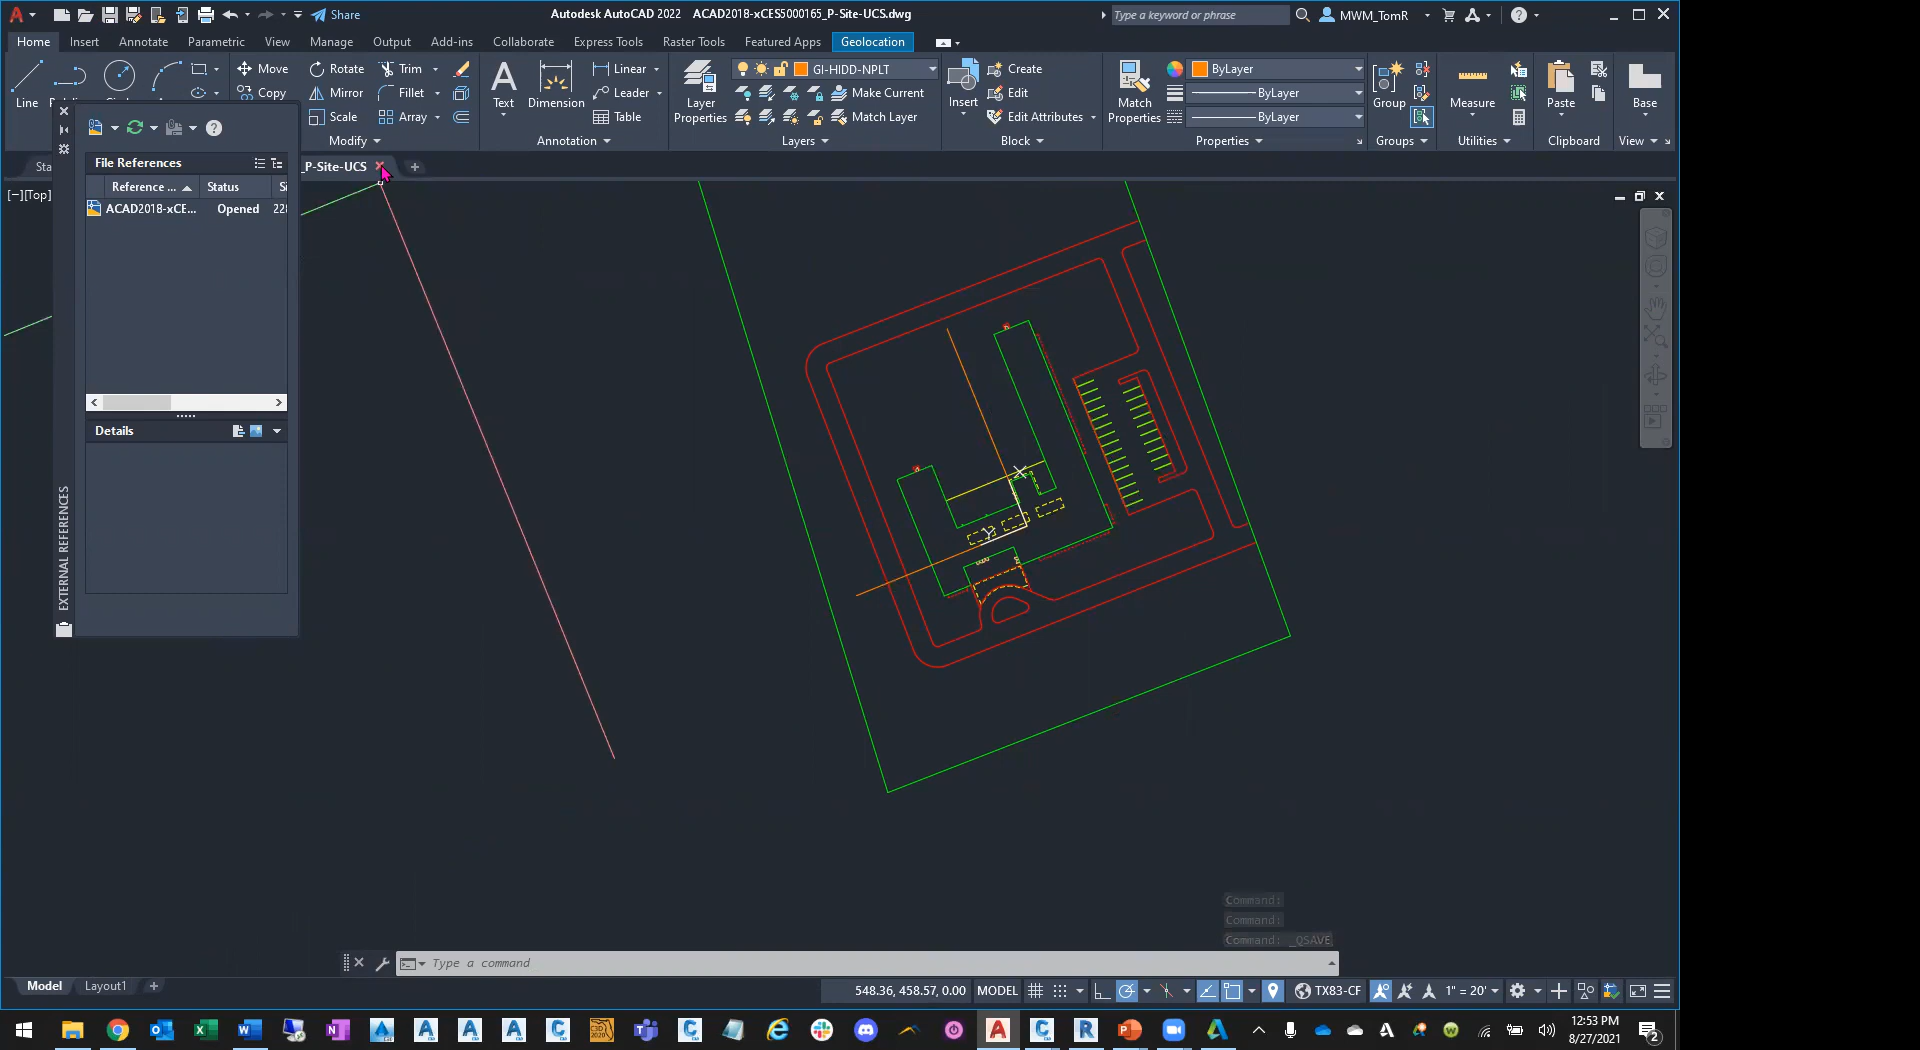 Share
Autodesk AutoCAD 2022 ACAD2018-xCES5000165_P-Site-UCS.dwg
Type a keyword or phrase
MWM_TomR
Home Insert Annotate Parametric View Manage Output Add-ins Collaborate Express Tools Raster Tools Featured Apps Geolocation
Move Rotate Trim Linear GI-HIDD-NPLT Create ByLayer
Copy Mirror Fillet Leader Make Current Edit ByLayer
Scale Array Table Match Layer Edit Attributes ByLayer
Line
Text
Dimension
Layer
Properties
Insert
Match
Properties
Group
Measure
Paste
Base
Modify Annotation Layers Block Properties Groups Utilities Clipboard View
Sta
_P-Site-UCS
[−][Top]
File References
Reference ... Status Si
ACAD2018-xCE... Opened 22
Details
EXTERNAL REFERENCES
X
Y
Command:
Command:
Command: _QSAVE
Type a command
Model Layout1
548.36, 458.57, 0.00 MODEL TX83-CF 1" = 20'
12:53 PM
8/27/2021
2